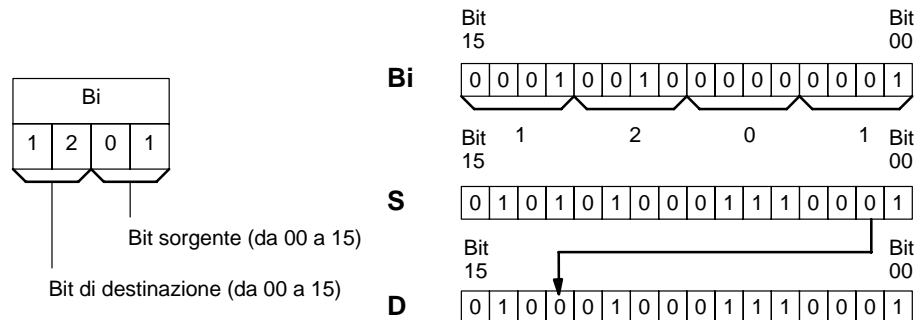 Bi
1 2 0 1
Bit sorgente (da 00 a 15)
Bit di destinazione (da 00 a 15)
Bit 15 Bit 00
Bi 0 0 0 1 0 0 1 0 0 0 0 0 0 0 0 1
1 2 0 1
Bit 15 Bit 00
S 0 1 0 1 0 1 0 0 0 1 1 1 0 0 0 1
Bit 15 Bit 00
D 0 1 0 0 0 1 0 0 0 1 1 1 0 0 0 1